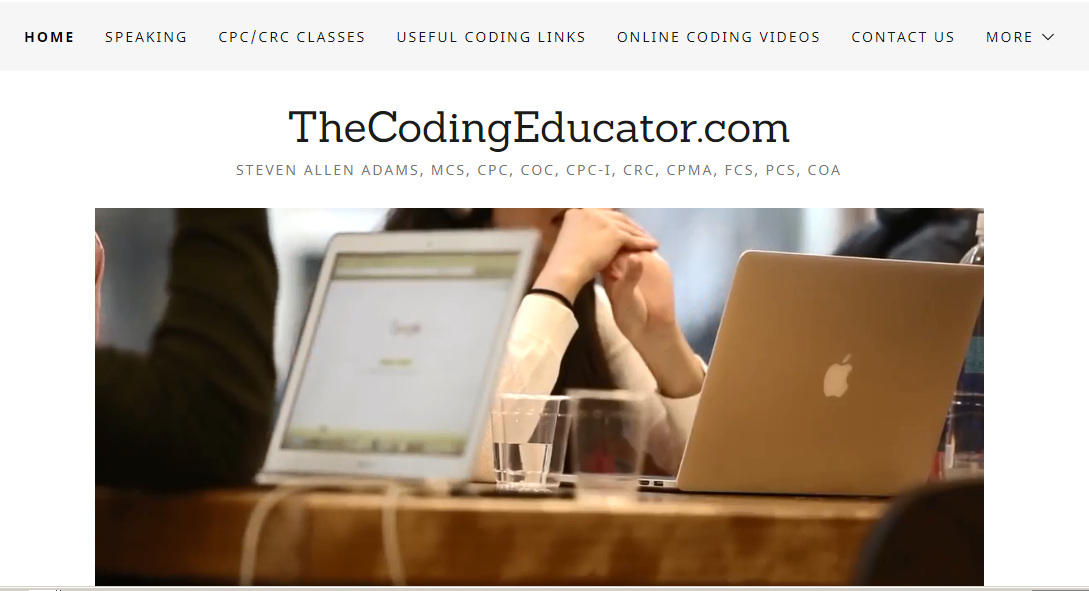 HOME SPEAKING CPC/CRC CLASSES USEFUL CODING LINKS ONLINE CODING VIDEOS CONTACT US MORE
TheCodingEducator.com
STEVEN ALLEN ADAMS, MCS, CPC, COC, CPC-I, CRC, CPMA, FCS, PCS, COA
Google